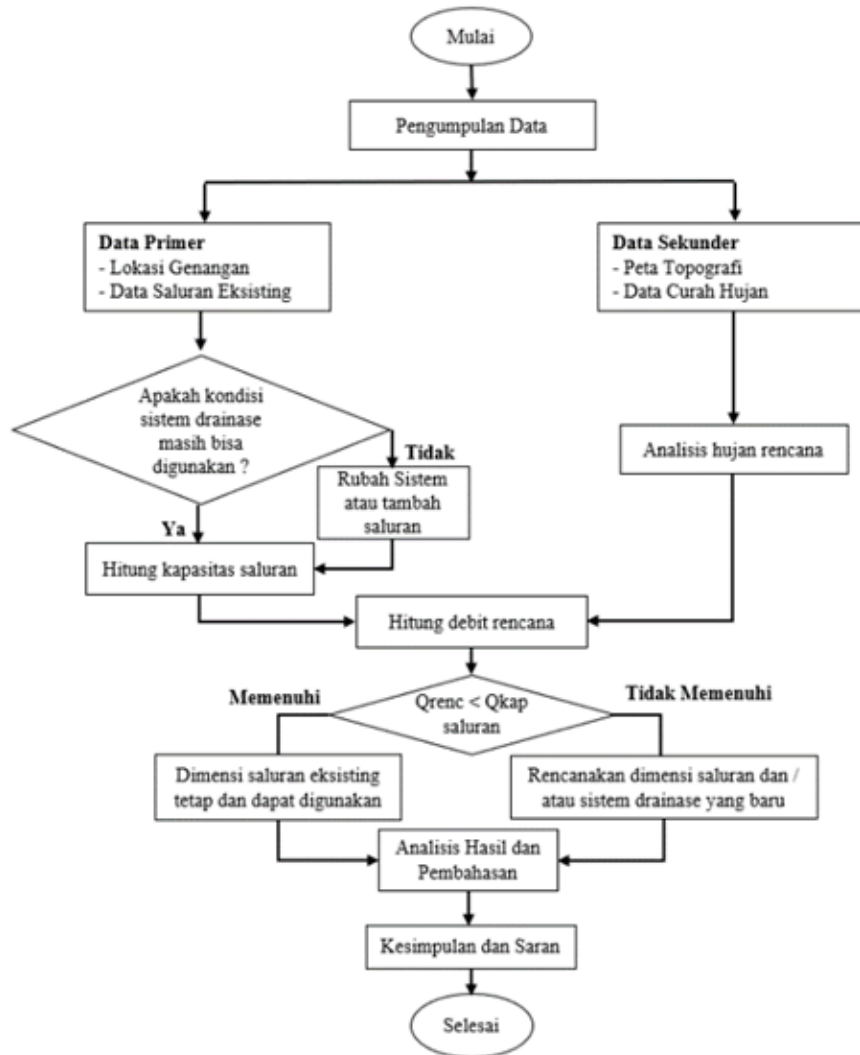 Mulai
Pengumpulan Data
Data Primer
- Lokasi Genangan
- Data Saluran Eksisting
Data Sekunder
- Peta Topografi
- Data Curah Hujan
Apakah kondisi
sistem drainase
masih bisa
digunakan ?
Tidak
Rubah Sistem
atau tambah
saluran
Analisis hujan rencana
Ya
Hitung kapasitas saluran
Hitung debit rencana
Memenuhi
Qrenc < Qkap
saluran
Tidak Memenuhi
Dimensi saluran eksisting
tetap dan dapat digunakan
Rencanakan dimensi saluran dan /
atau sistem drainase yang baru
Analisis Hasil dan
Pembahasan
Kesimpulan dan Saran
Selesai